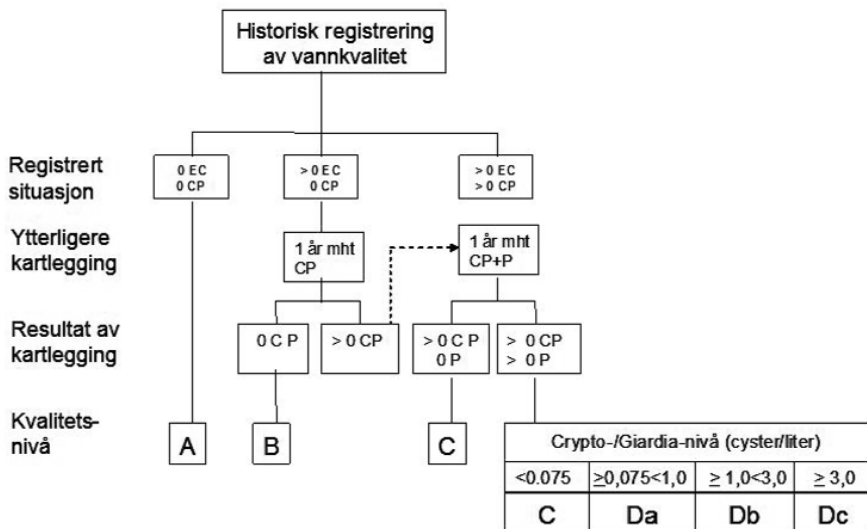 Historisk registrering
av vannkvalitet
Registrert
situasjon
0 EC
0 CP
> 0 EC
0 CP
> 0 EC
> 0 CP
Ytterligere
kartlegging
1 år mht
CP
1 år mht
CP+P
Resultat av
kartlegging
0 C P
> 0 CP
> 0 C P
0 P
> 0 CP
> 0 P
Kvalitets-
nivå
A
B
C
Crypto-/Giardia-nivå (cyster/liter)
<0.075 ≥0,075<1,0 ≥ 1,0<3,0 ≥ 3,0
C Da Db Dc